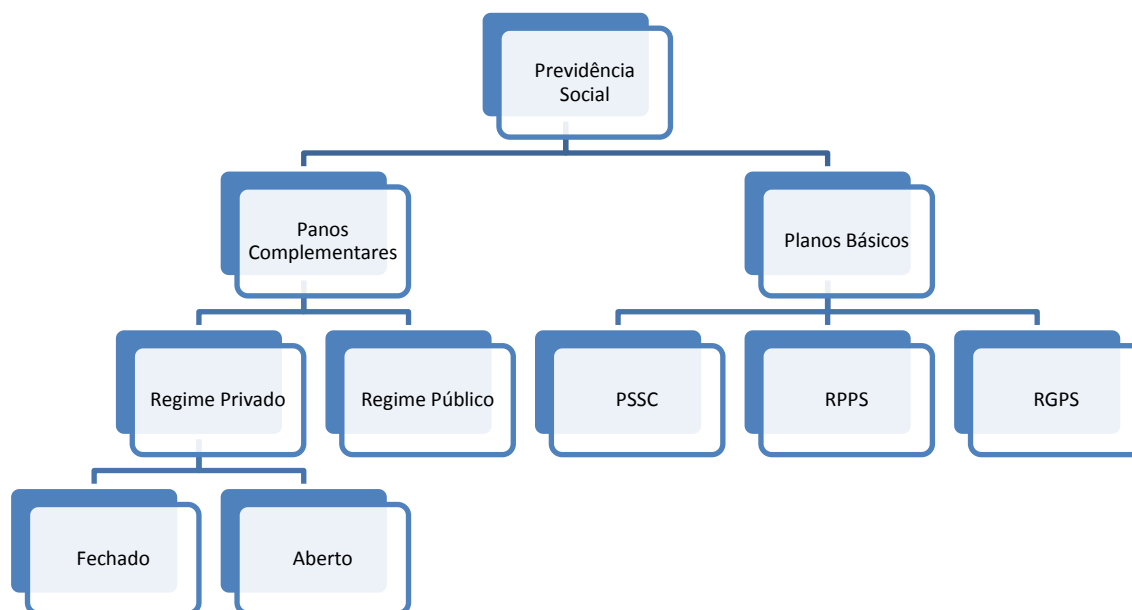 Previdência
Social
Panos
Complementares
Planos Básicos
Regime Privado
Regime Público
PSSC
RPPS
RGPS
Fechado
Aberto